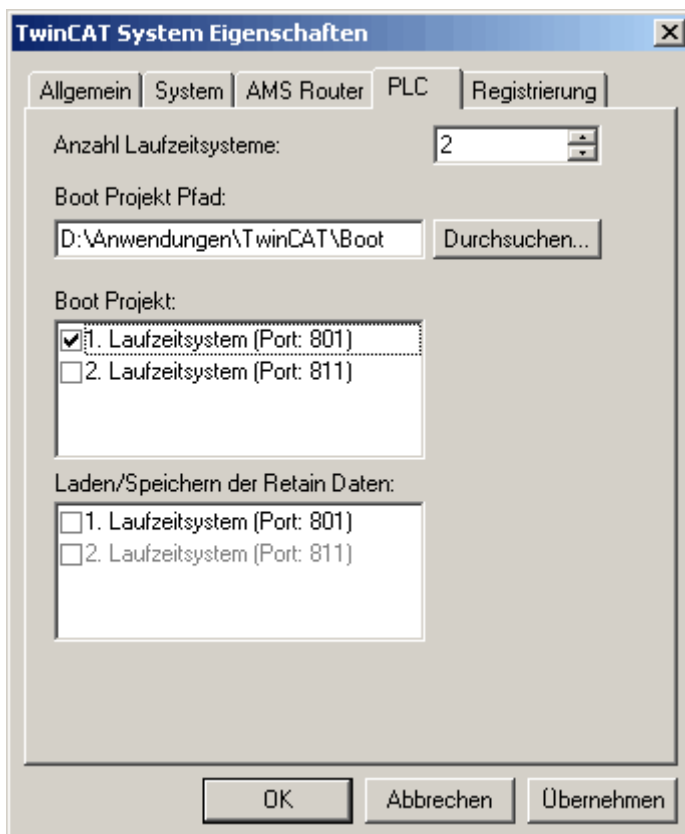 TwinCAT System Eigenschaften
Allgemein System AMS Router PLC Registrierung
Anzahl Laufzeitsysteme: 2
Boot Projekt Pfad:
D:\Anwendungen\TwinCAT\Boot Durchsuchen...
Boot Projekt:
1. Laufzeitsystem (Port: 801)
2. Laufzeitsystem (Port: 811)
Laden/Speichern der Retain Daten:
1. Laufzeitsystem (Port: 801)
2. Laufzeitsystem (Port: 811)
OK Abbrechen Übernehmen